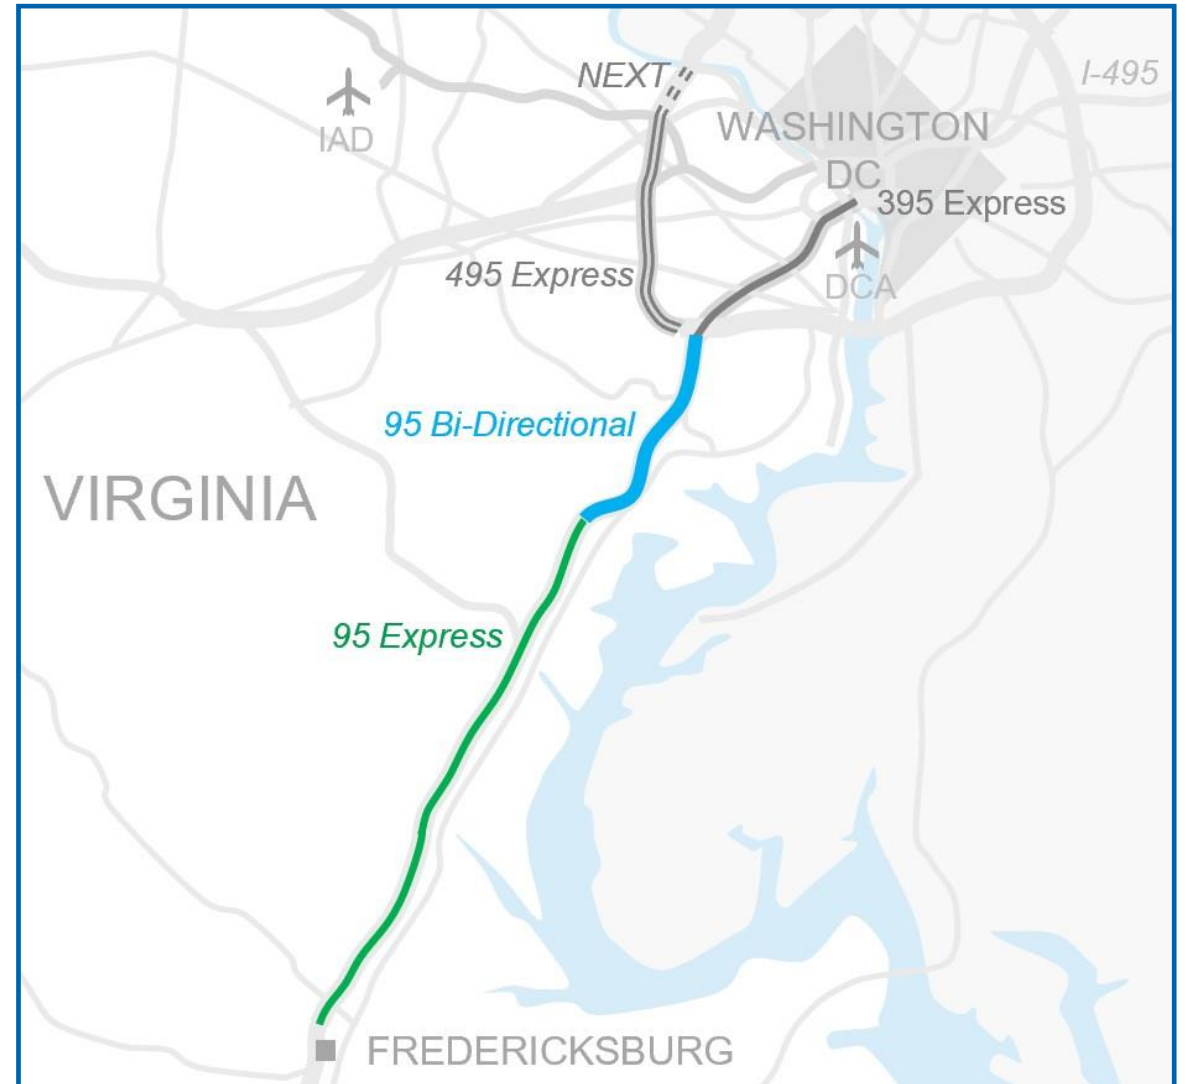 NEXT
I-495
IAD
WASHINGTON
DC
395 Express
495 Express
DCA
95 Bi-Directional
VIRGINIA
95 Express
FREDERICKSBURG